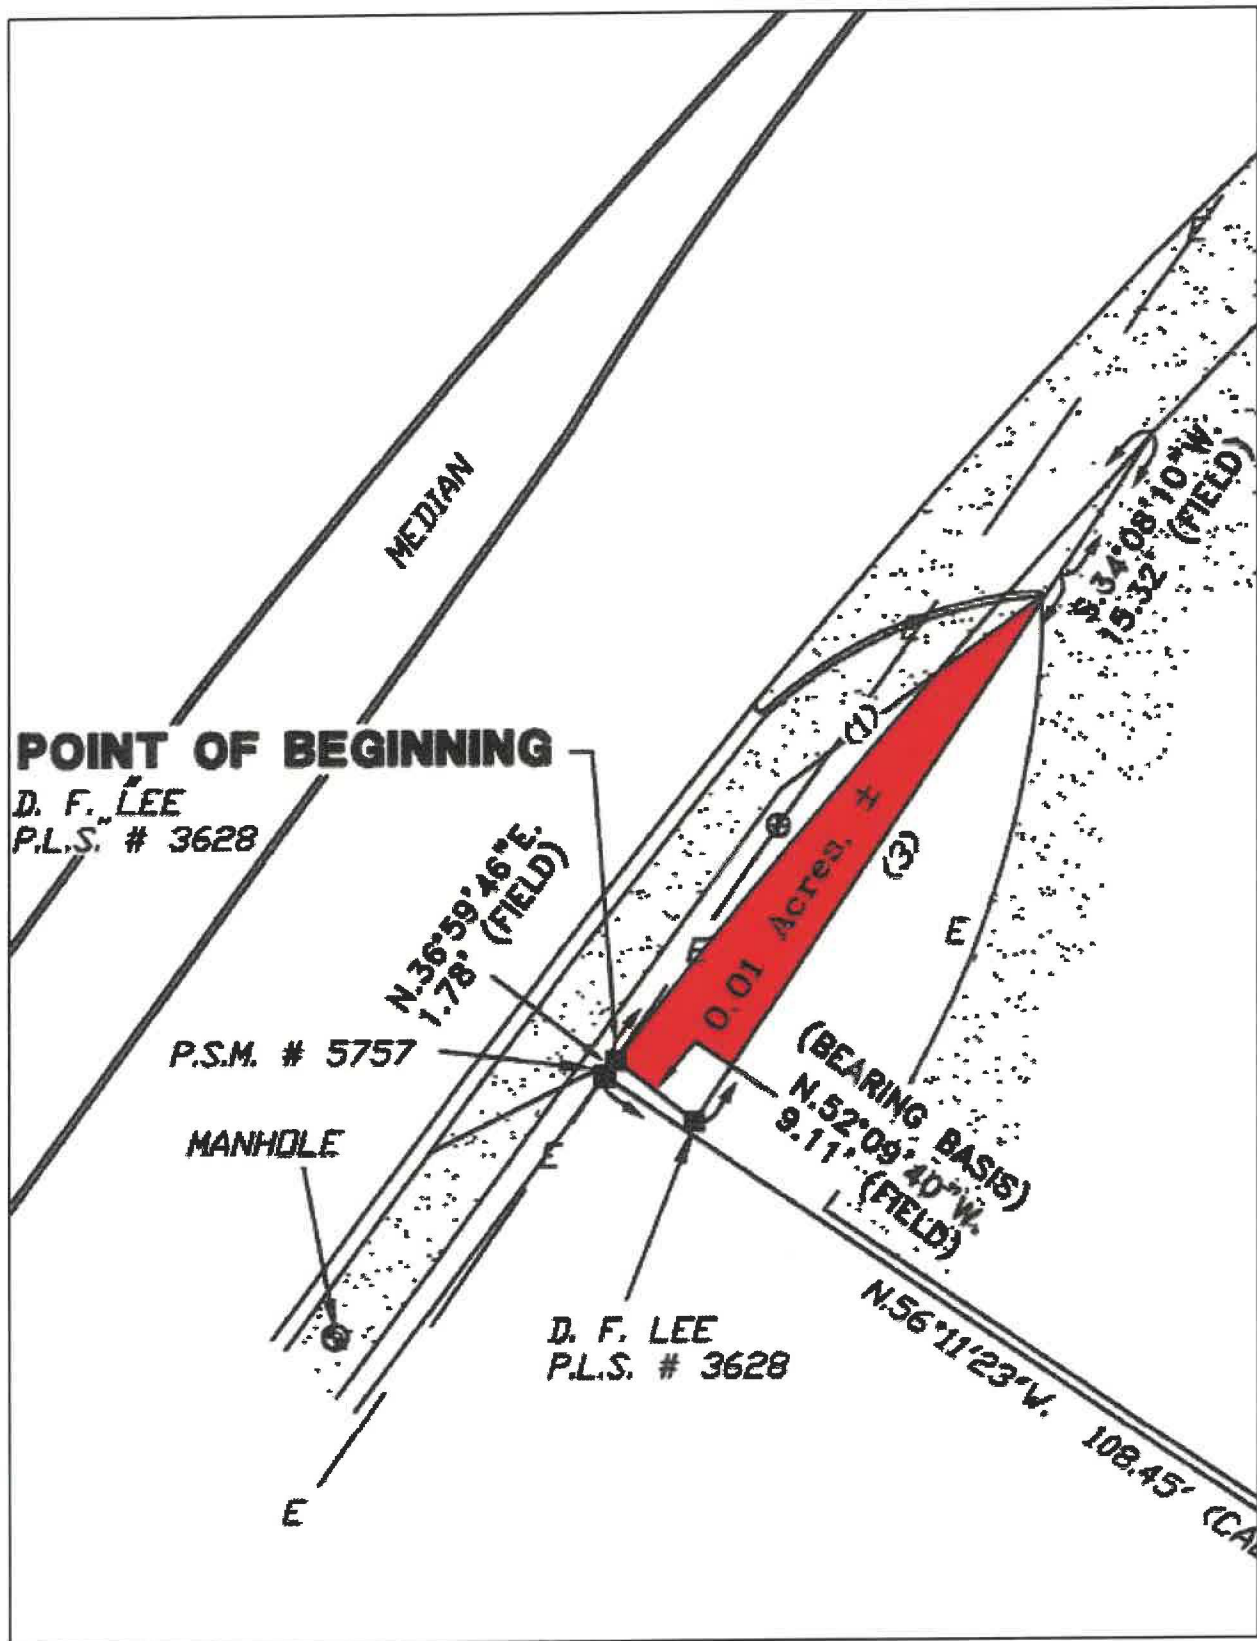 MEDIAN
S.34°08'10"W.
15.32' (FIELD)
POINT OF BEGINNING
D. F. LEE
P.L.S. # 3628
(1)
0.01 Acres. ±
(3)
N.36°59'46"E.
1.78' (FIELD)
E
E
P.S.M. # 5757
(BEARING BASIS)
N.52°09'40"W.
9.11' (FIELD)
MANHOLE
E
D. F. LEE
P.L.S. # 3628
N.56°11'23"W. 108.45'
E